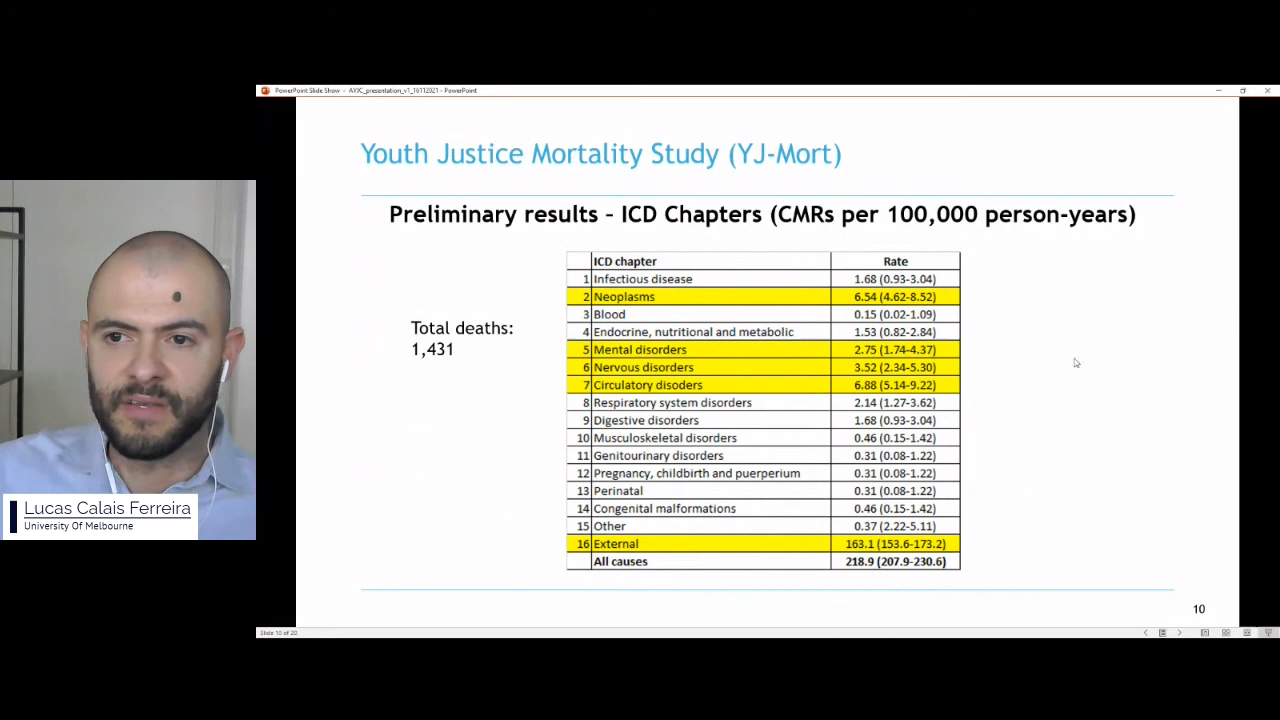 PowerPoint Slide Show - AYJC_presentation_v1_16112021 - PowerPoint
Youth Justice Mortality Study (YJ-Mort)
Preliminary results – ICD Chapters (CMRs per 100,000 person-years)
Total deaths:
1,431
ICD chapter Rate
1 Infectious disease 1.68 (0.93-3.04)
2 Neoplasms 6.54 (4.62-8.52)
3 Blood 0.15 (0.02-1.09)
4 Endocrine, nutritional and metabolic 1.53 (0.82-2.84)
5 Mental disorders 2.75 (1.74-4.37)
6 Nervous disorders 3.52 (2.34-5.30)
7 Circulatory disoders 6.88 (5.14-9.22)
8 Respiratory system disorders 2.14 (1.27-3.62)
9 Digestive disorders 1.68 (0.93-3.04)
10 Musculoskeletal disorders 0.46 (0.15-1.42)
11 Genitourinary disorders 0.31 (0.08-1.22)
12 Pregnancy, childbirth and puerperium 0.31 (0.08-1.22)
13 Perinatal 0.31 (0.08-1.22)
14 Congenital malformations 0.46 (0.15-1.42)
15 Other 0.37 (2.22-5.11)
16 External 163.1 (153.6-173.2)
All causes 218.9 (207.9-230.6)
10
Slide 10 of 20
Lucas Calais Ferreira
University Of Melbourne